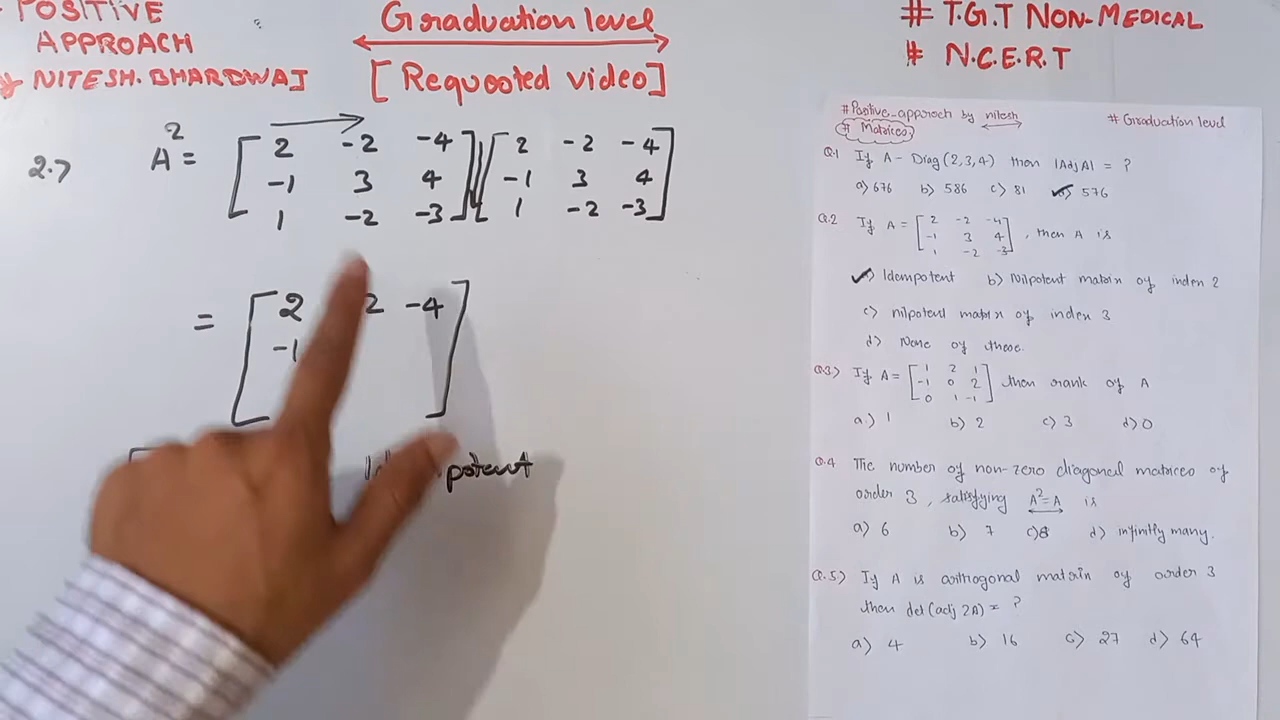 POSITIVE
APPROACH
NITESH.BHARDWAJ
Graduation level
[Requested video]
# T.G.T NON-MEDICAL
# N.C.E.R.T
2.7
A² = [ 2 -2 -4 ] [ 2 -2 -4 ]
-1 3 4 -1 3 4
1 -2 -3 1 -2 -3
= [ 2 2 -4 ]
-1
potent
#Positive_approach by nitesh #Graduation level
# Matrices
Q.1 If A - Diag(2,3,4) then |AdjA| = ?
a) 676 b) 586 c) 81 576
Q.2 If A = [ 2 -2 -4 ] , then A is
-1 3 4
1 -2 -3
Idempotent b) Nilpotent matrix of index 2
c) nilpotent matrix of index 3
d) None of these.
Q.3) If A = [ 1 2 1 ] then rank of A
-1 0 2
0 1 -1
a.) 1 b) 2 c) 3 d) 0
Q.4 The number of non-zero diagonal matrices of
order 3, satisfying A²=A is
a) 6 b) 7 c) 8 d) infinitly many.
Q.5) If A is orthogonal matrix of order 3
then det(adj 2A) = ?
a) 4 b) 16 c) 27 d) 64